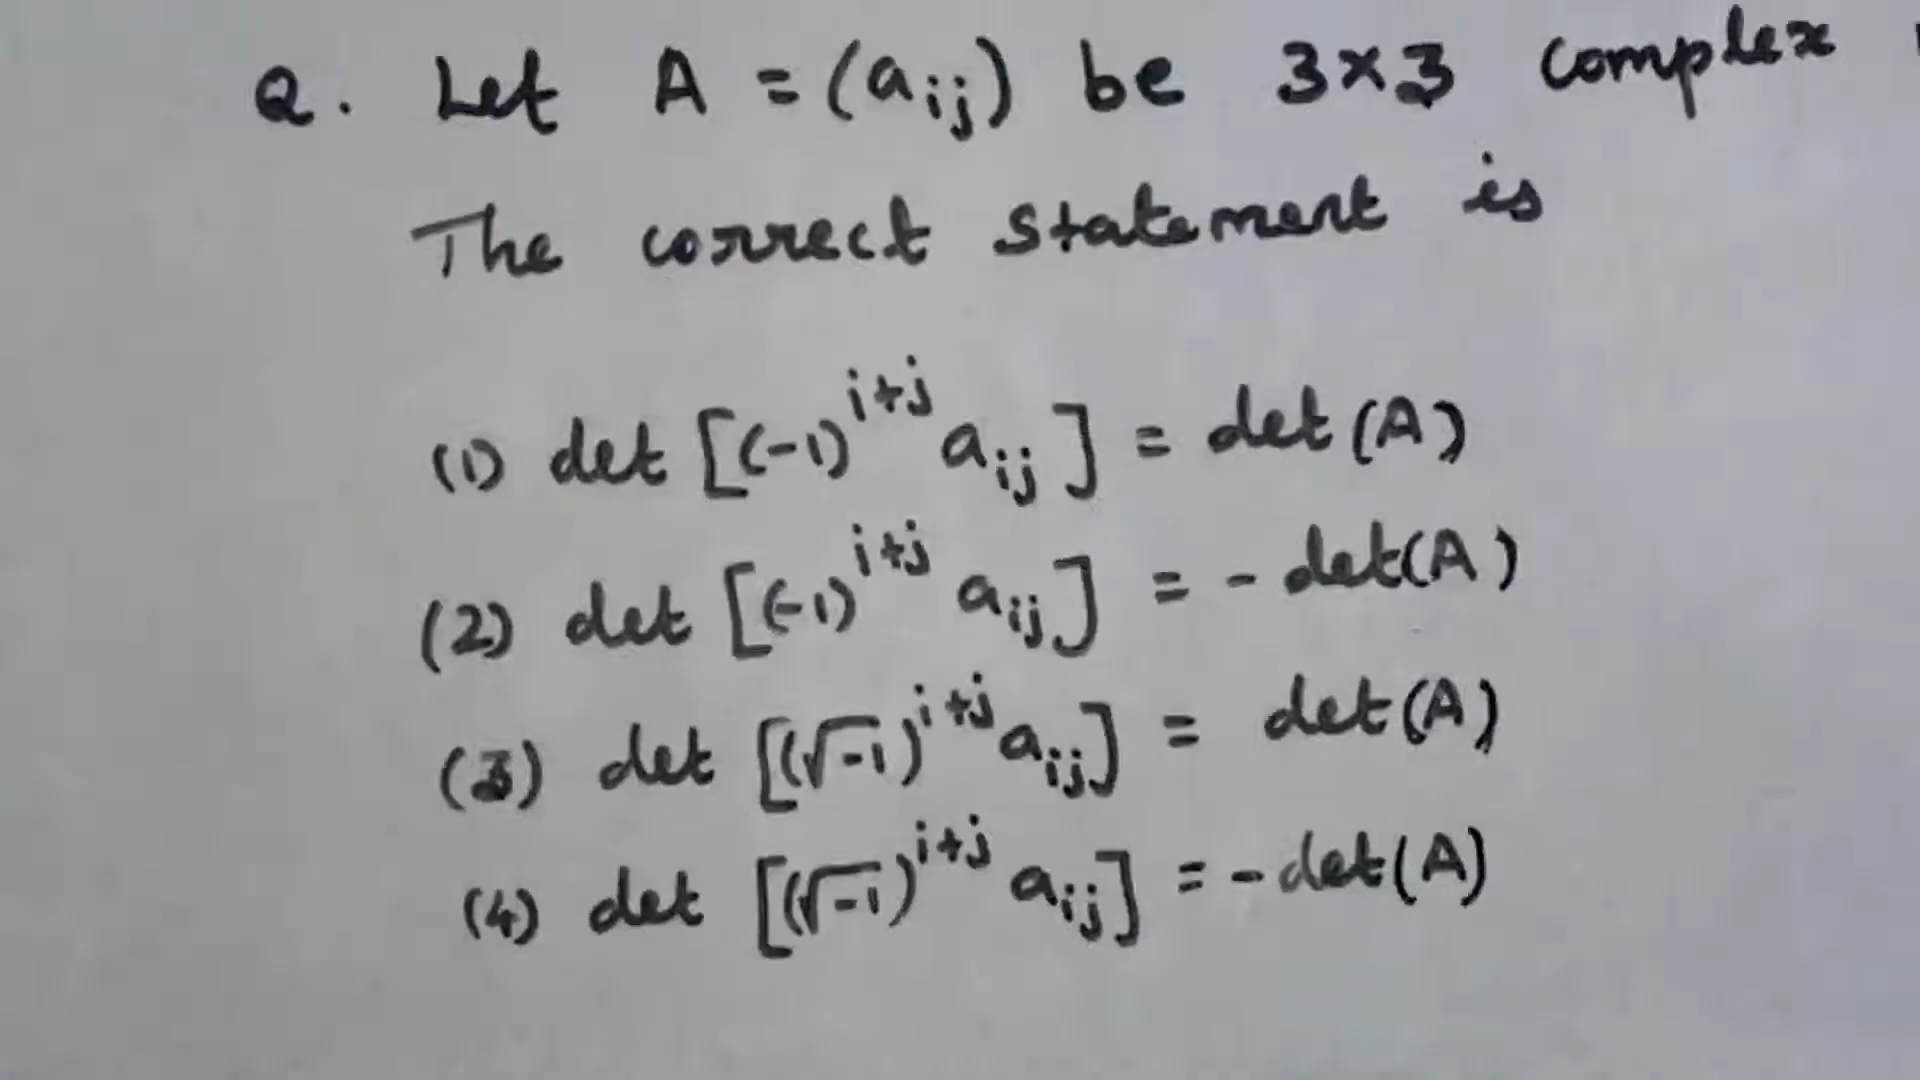 Q. Let A = (aij) be 3×3 complex
The correct statement is
(1) det [(-1)^{i+j} aij] = det(A)
(2) det [(-1)^{i+j} aij] = - det(A)
(3) det [(√-1)^{i+j} aij] = det(A)
(4) det [(√-1)^{i+j} aij] = - det(A)